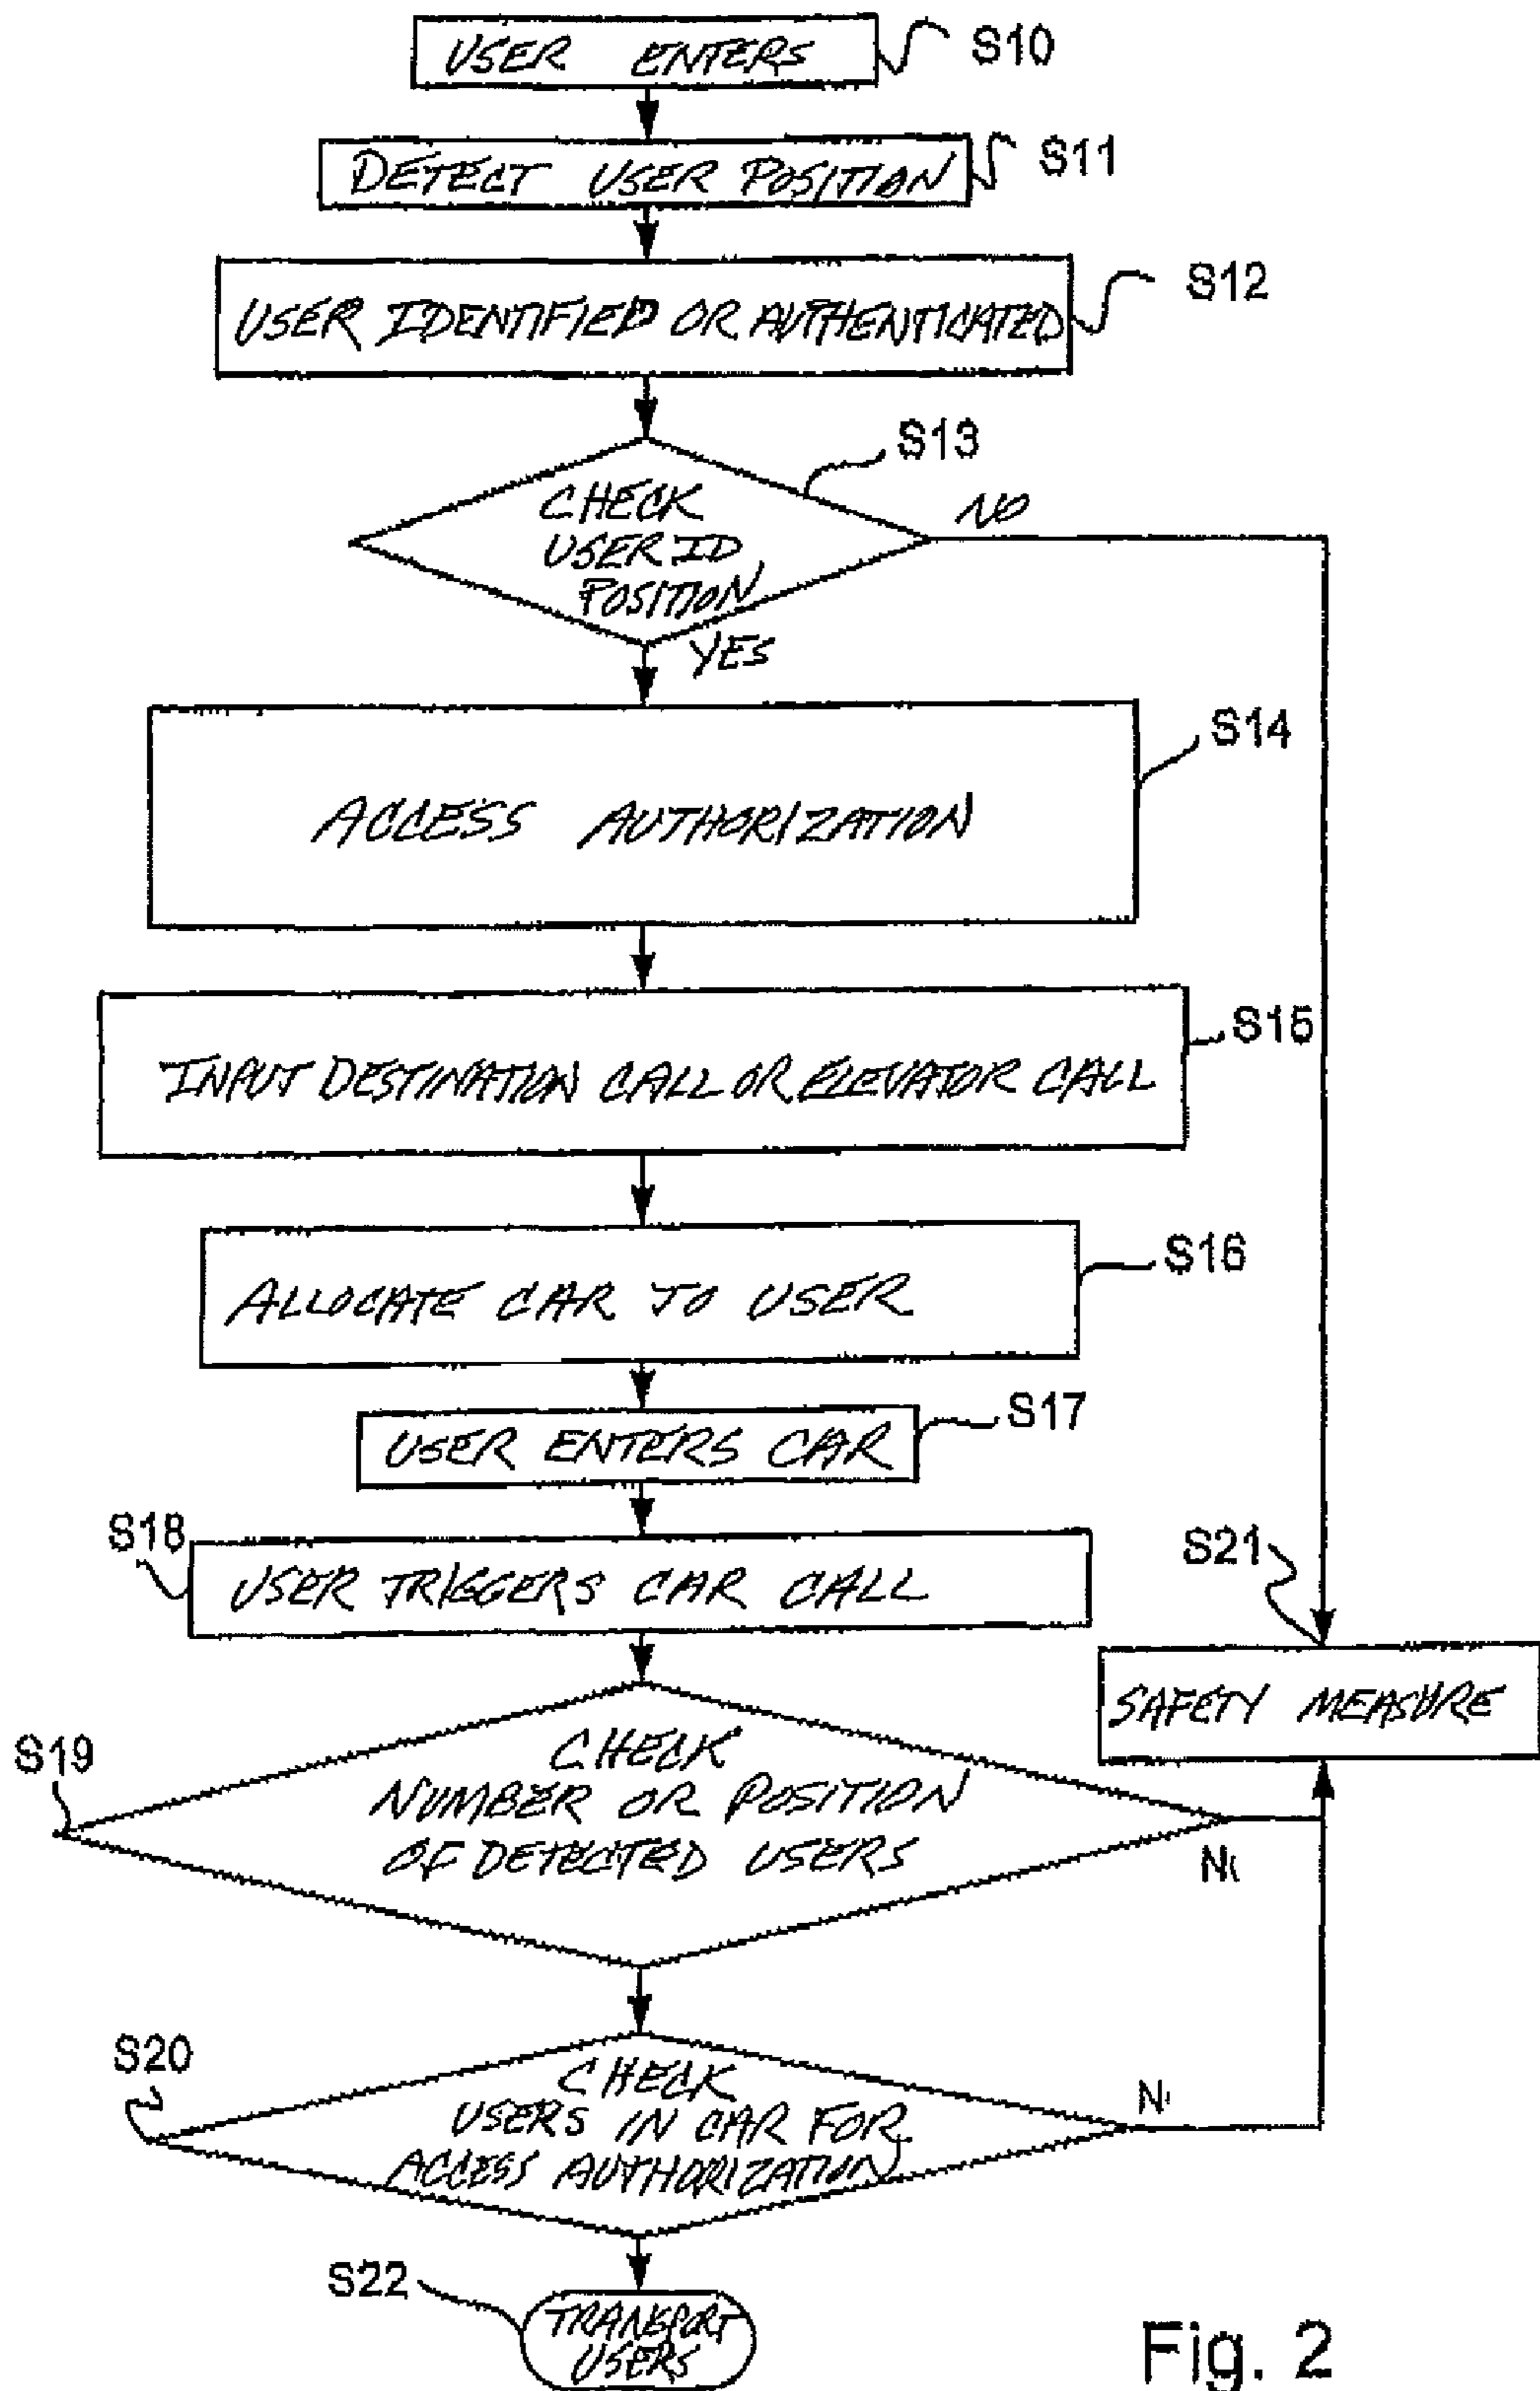 USER ENTERS
S10
DETECT USER POSITION
S11
S12
USER IDENTIFIED OR AUTHENTICATED
S13
CHECK
USER ID
POSITION
NO
YES
S14
ACCESS AUTHORIZATION
S15
INPUT DESTINATION CALL OR ELEVATOR CALL
S16
ALLOCATE CAR TO USER
S17
USER ENTERS CAR
S18
USER TRIGGERS CAR CALL
S21
SAFETY MEASURE
S19
CHECK
NUMBER OR POSITION
OF DETECTED USERS
N
S20
CHECK
USERS IN CAR FOR
ACCESS AUTHORIZATION
N
S22
TRANSPORT
USERS
Fig. 2